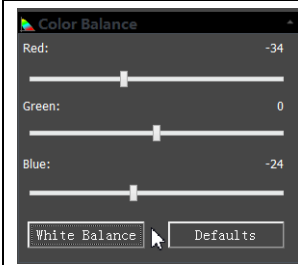 Color Balance
Red: -34
Green: 0
Blue: -24
White Balance Defaults